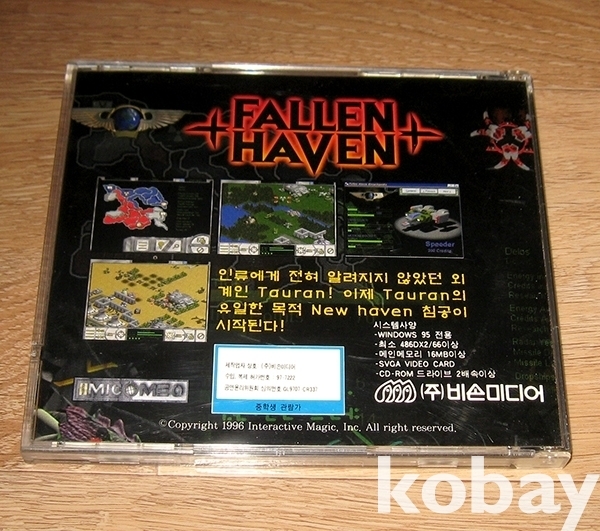 FALLEN
HAVEN
Speeder
인류에게 전혀 알려지지 않았던 외
계인 Tauran! 이제 Tauran의
유일한 목적 New haven 침공이
시작된다!
시스템사양
-WINDOWS 95 전용
-최소 486DX2/66이상
-메인메모리 16MB이상
-SVGA VIDEO CARD
-CD-ROM 드라이브 2배속이상
중학생 관람가
(주)비손미디어
©Copyright 1996 Interactive Magic, Inc. All right reserved.
kobay